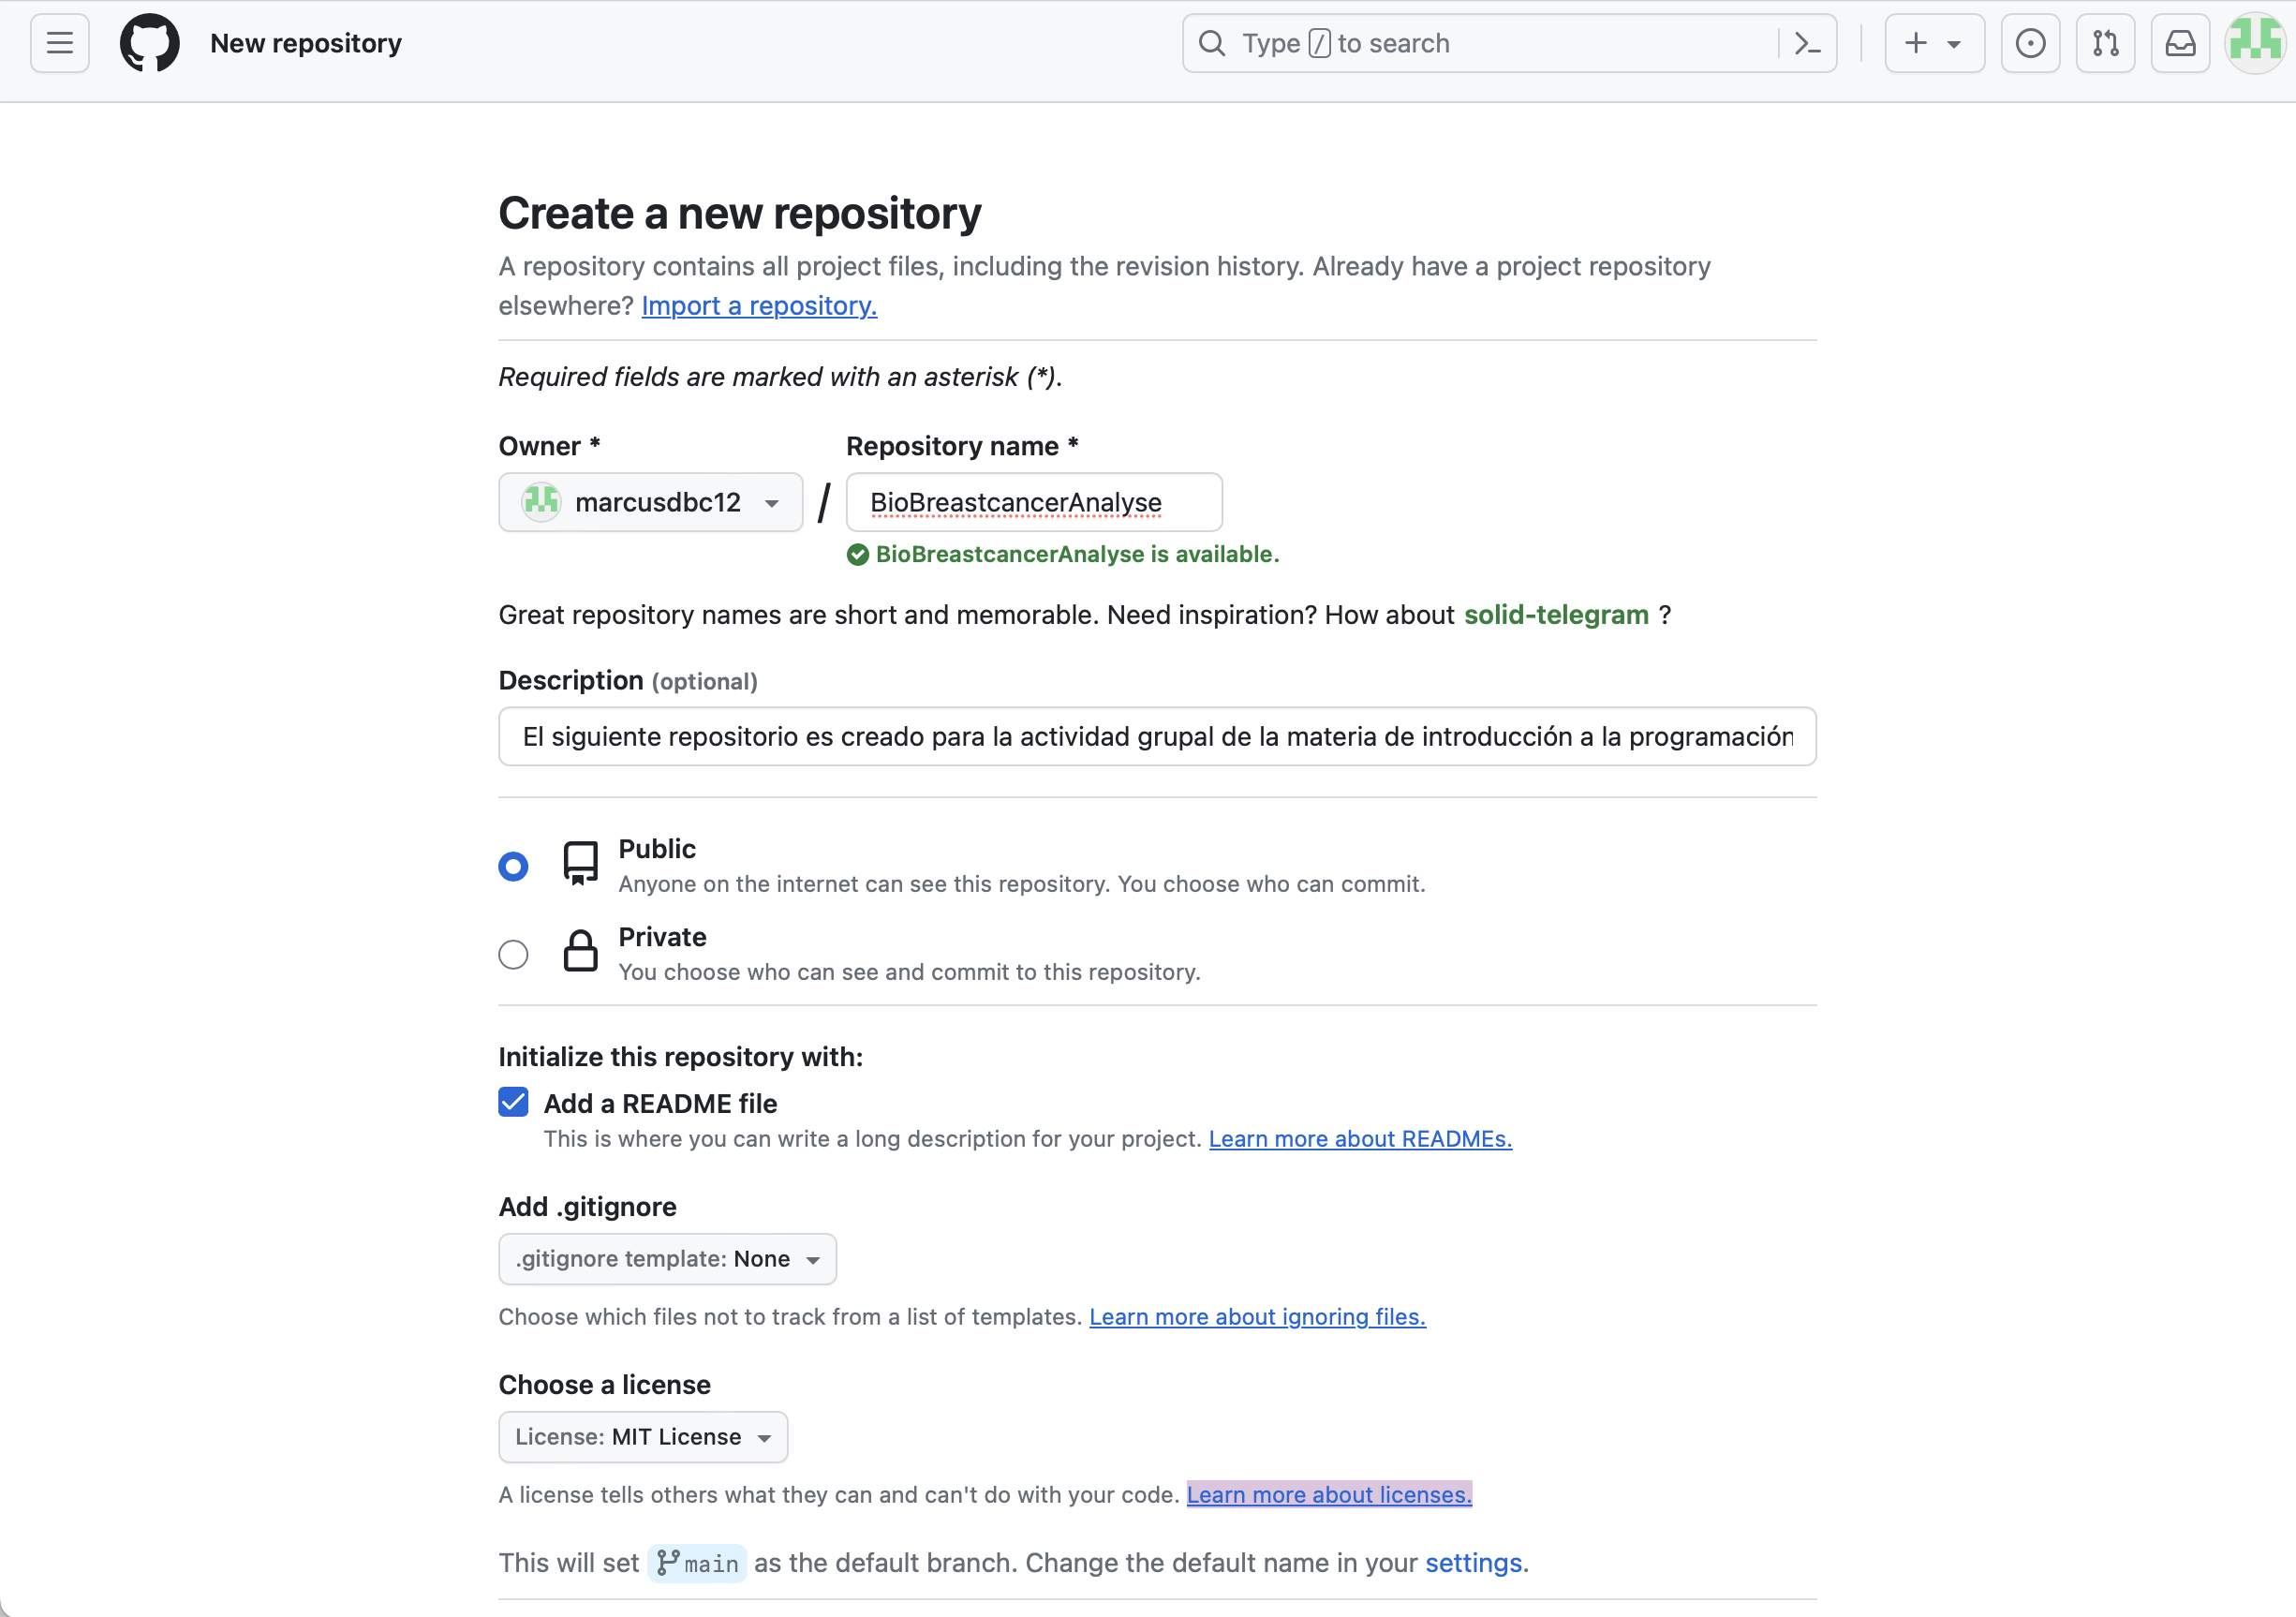 New repository
Type / to search
Create a new repository
A repository contains all project files, including the revision history. Already have a project repository
elsewhere? Import a repository.
Required fields are marked with an asterisk (*).
Owner * Repository name *
marcusdbc12 / BioBreastcancerAnalyse
BioBreastcancerAnalyse is available.
Great repository names are short and memorable. Need inspiration? How about solid-telegram ?
Description (optional)
El siguiente repositorio es creado para la actividad grupal de la materia de introducción a la programación
Public
Anyone on the internet can see this repository. You choose who can commit.
Private
You choose who can see and commit to this repository.
Initialize this repository with:
Add a README file
This is where you can write a long description for your project. Learn more about READMEs.
Add .gitignore
.gitignore template: None
Choose which files not to track from a list of templates. Learn more about ignoring files.
Choose a license
License: MIT License
A license tells others what they can and can't do with your code. Learn more about licenses.
This will set main as the default branch. Change the default name in your settings.